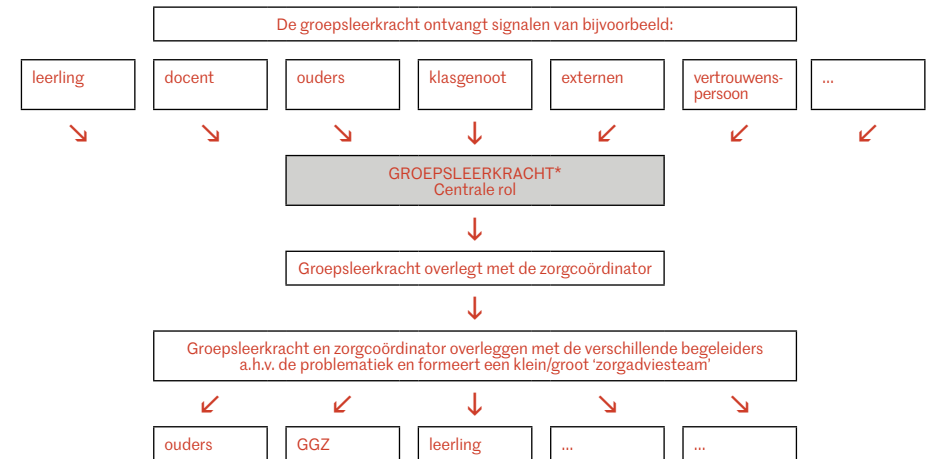 De groepsleerkracht ontvangt signalen van bijvoorbeeld:
leerling
docent
ouders
klasgenoot
externen
vertrouwens-
persoon
...
GROEPSLEERKRACHT*
Centrale rol
Groepsleerkracht overlegt met de zorgcoördinator
Groepsleerkracht en zorgcoördinator overleggen met de verschillende begeleiders
a.h.v. de problematiek en formeert een klein/groot ‘zorgadviesteam’
ouders
GGZ
leerling
...
...